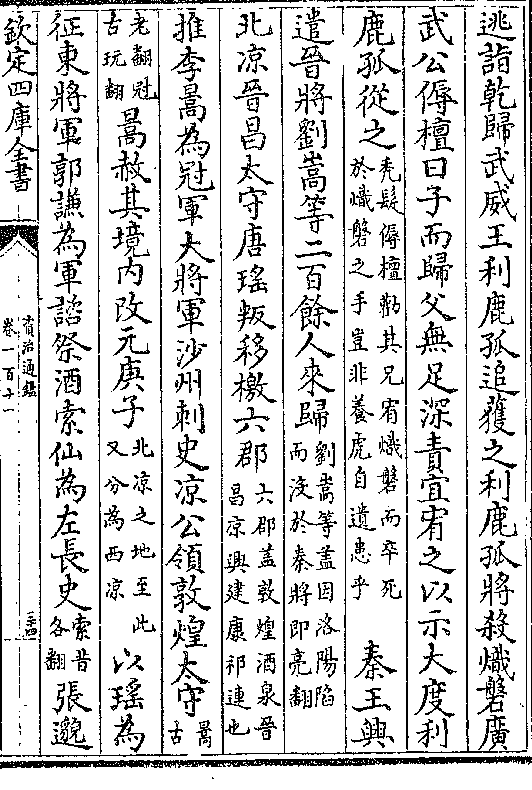 逃詣乾歸武威王利鹿孤追獲之利鹿孤將殺熾磐廣
武公傉檀曰子而歸父無足深責宜宥之以示大度利
鹿孤從之禿髮傉檀勸其兄宥熾磐而卒死
於熾磐之手豈非養虎自遺患乎秦王興
遣晉將劉嵩等二百餘人來歸劉嵩等蓋因洛陽陷
而沒於秦將即亮翻
北凉晉昌太守唐瑤叛移檄六郡六郡蓋敦煌酒泉晉
昌凉興建康祁連也
推李暠為冠軍大將軍沙州刺史凉公領敦煌太守暠
古
老翻冠
古玩翻暠赦其境内改元庚子北凉之地至此
又分為西凉以瑤為
征東將軍郭謙為軍諮祭酒索仙為左長史索昔
各翻張邈
欽定四庫全書
資治通鑑
卷一百十一